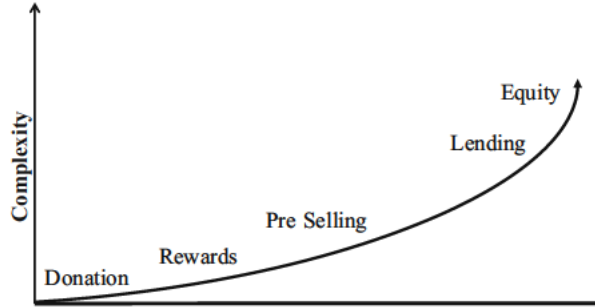 Complexity
Equity
Lending
Pre Selling
Rewards
Donation